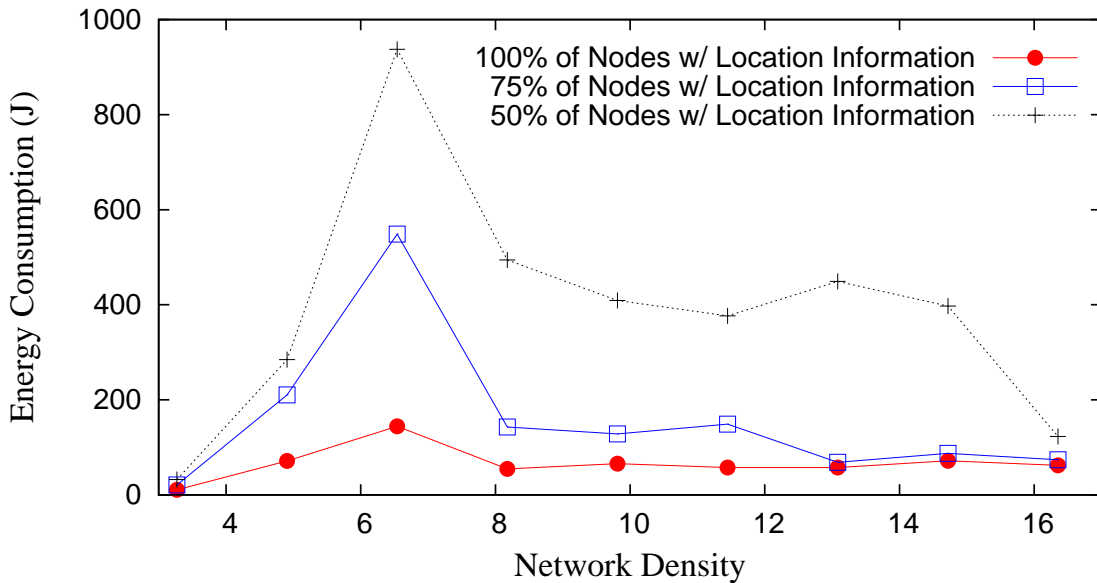 1000
800
600
400
200
0
Energy Consumption (J)
100% of Nodes w/ Location Information
75% of Nodes w/ Location Information
50% of Nodes w/ Location Information
4 6 8 10 12 14 16
Network Density